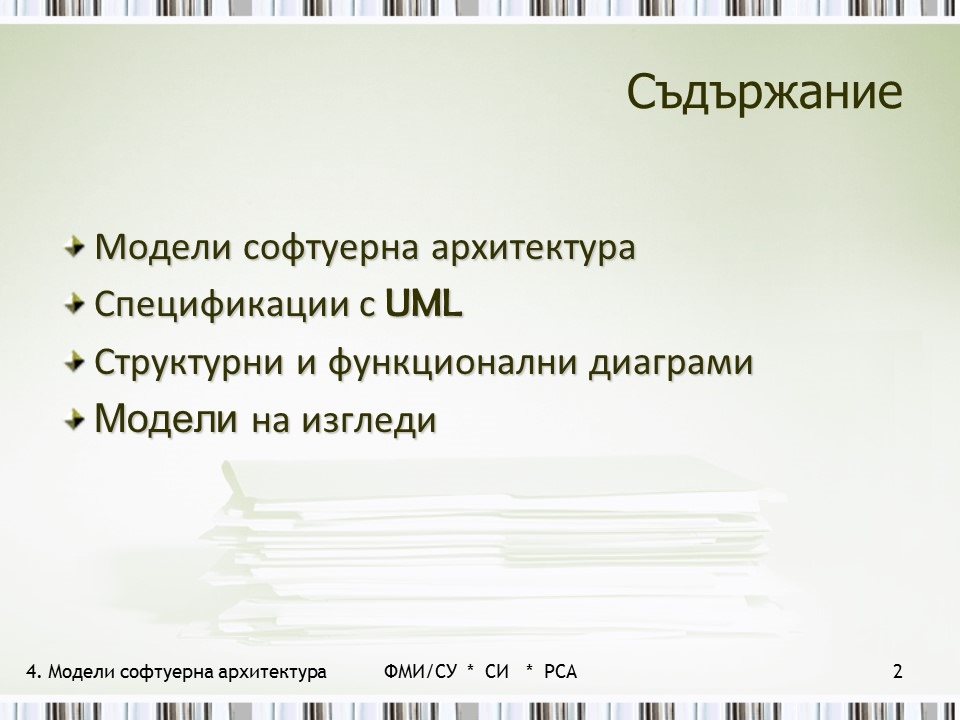 Съдържание
Модели софтуерна архитектура
Спецификации с UML
Структурни и функционални диаграми
Модели на изгледи
4. Модели софтуерна архитектура ФМИ/СУ * СИ * РСА 2